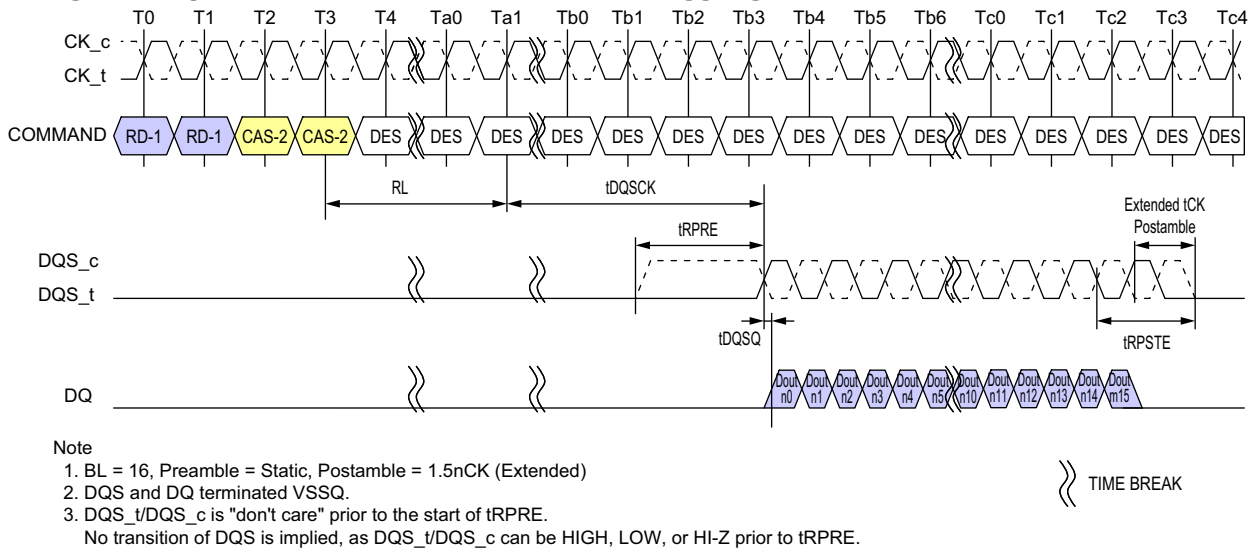 T0 T1 T2 T3 T4 Ta0 Ta1 Tb0 Tb1 Tb2 Tb3 Tb4 Tb5 Tb6 Tc0 Tc1 Tc2 Tc3 Tc4
CK_c
CK_t
COMMAND RD-1 RD-1 CAS-2 CAS-2 DES DES DES DES DES DES DES DES DES DES DES DES DES DES DES
RL tDQSCK
Extended tCK
Postamble
tRPRE
DQS_c
DQS_t
tDQSQ
tRPSTE
DQ
Dout n0 Dout n1 Dout n2 Dout n3 Dout n4 Dout n5 Dout n10 Dout n11 Dout n12 Dout n13 Dout n14 Dout m15
Note
1. BL = 16, Preamble = Static, Postamble = 1.5nCK (Extended)
2. DQS and DQ terminated VSSQ.
3. DQS_t/DQS_c is "don't care" prior to the start of tRPRE.
No transition of DQS is implied, as DQS_t/DQS_c can be HIGH, LOW, or HI-Z prior to tRPRE.
TIME BREAK